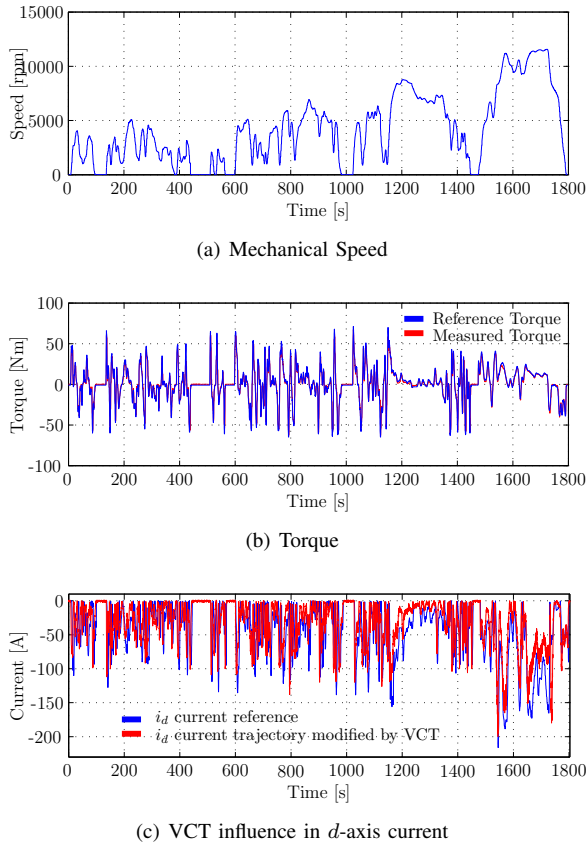 15000
10000
5000
0
Speed [rpm]
0 200 400 600 800 1000 1200 1400 1600 1800
Time [s]
(a) Mechanical Speed
100
50
0
-50
-100
Torque [Nm]
Reference Torque
Measured Torque
0 200 400 600 800 1000 1200 1400 1600 1800
Time [s]
(b) Torque
0
-50
-100
-150
-200
Current [A]
i_d current reference
i_d current trajectory modified by VCT
0 200 400 600 800 1000 1200 1400 1600 1800
Time [s]
(c) VCT influence in d-axis current